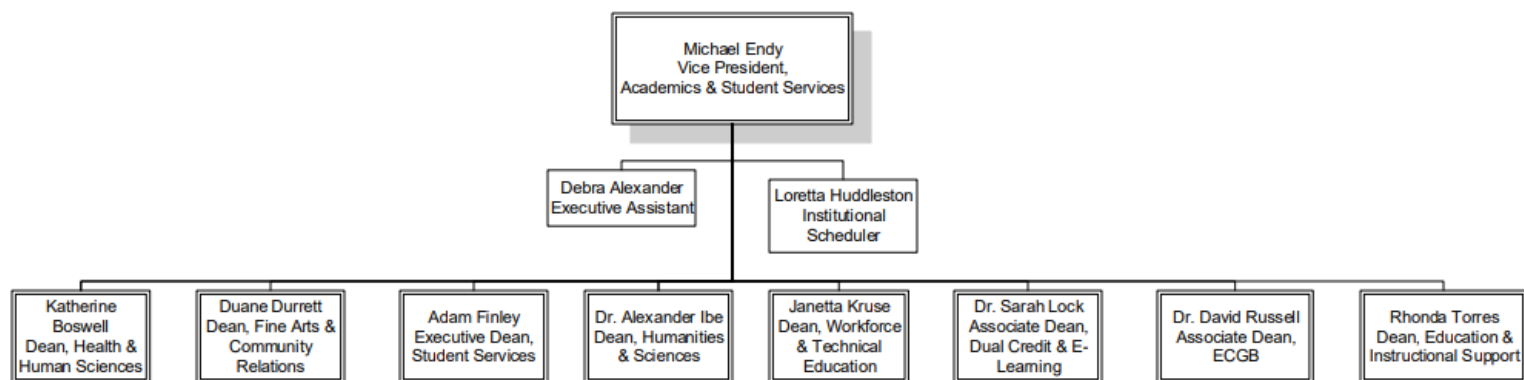 Michael Endy
Vice President,
Academics & Student Services
Debra Alexander
Executive Assistant
Loretta Huddleston
Institutional
Scheduler
Katherine
Boswell
Dean, Health &
Human Sciences
Duane Durrett
Dean, Fine Arts &
Community
Relations
Adam Finley
Executive Dean,
Student Services
Dr. Alexander Ibe
Dean, Humanities
& Sciences
Janetta Kruse
Dean, Workforce
& Technical
Education
Dr. Sarah Lock
Associate Dean,
Dual Credit & E-
Learning
Dr. David Russell
Associate Dean,
ECGB
Rhonda Torres
Dean, Education &
Instructional Support